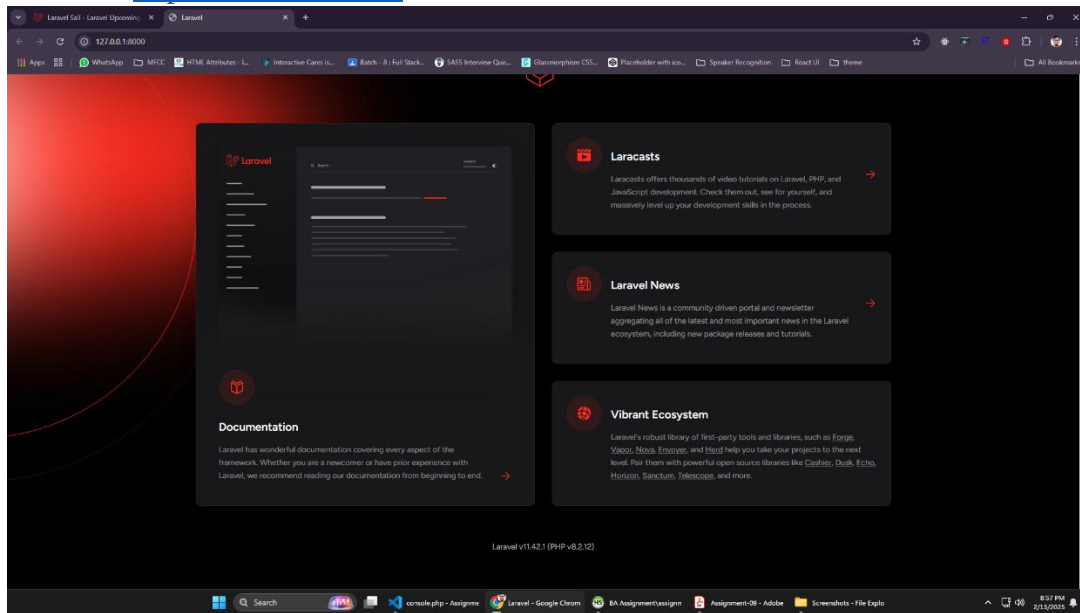 Laravel Sail - Laravel Upcoming
Laravel
127.0.0.1:8000
Apps
WhatsApp
MFCC
HTML Attributes - L...
Interactive Cares is...
Batch - 8 : Full Stack...
SASS Interview Que...
Glassmorphism CSS...
Placeholder with ico...
Speaker Recognition
React UI
theme
All Bookmarks
Laravel
Documentation
Laravel has wonderful documentation covering every aspect of the
framework. Whether you are a newcomer or have prior experience with
Laravel, we recommend reading our documentation from beginning to end.
Laracasts
Laracasts offers thousands of video tutorials on Laravel, PHP, and
JavaScript development. Check them out, see for yourself, and
massively level up your development skills in the process.
Laravel News
Laravel News is a community driven portal and newsletter
aggregating all of the latest and most important news in the Laravel
ecosystem, including new package releases and tutorials.
Vibrant Ecosystem
Laravel's robust library of first-party tools and libraries, such as Forge,
Vapor, Nova, Envoyer, and Herd help you take your projects to the next
level. Pair them with powerful open source libraries like Cashier, Dusk, Echo,
Horizon, Sanctum, Telescope, and more.
Laravel v11.42.1 (PHP v8.2.12)
Search
console.php - Assignme
Laravel - Google Chrom
BA Assignment\assignm
Assignment-09 - Adobe
Screenshots - File Explo
8:57 PM
2/15/2025